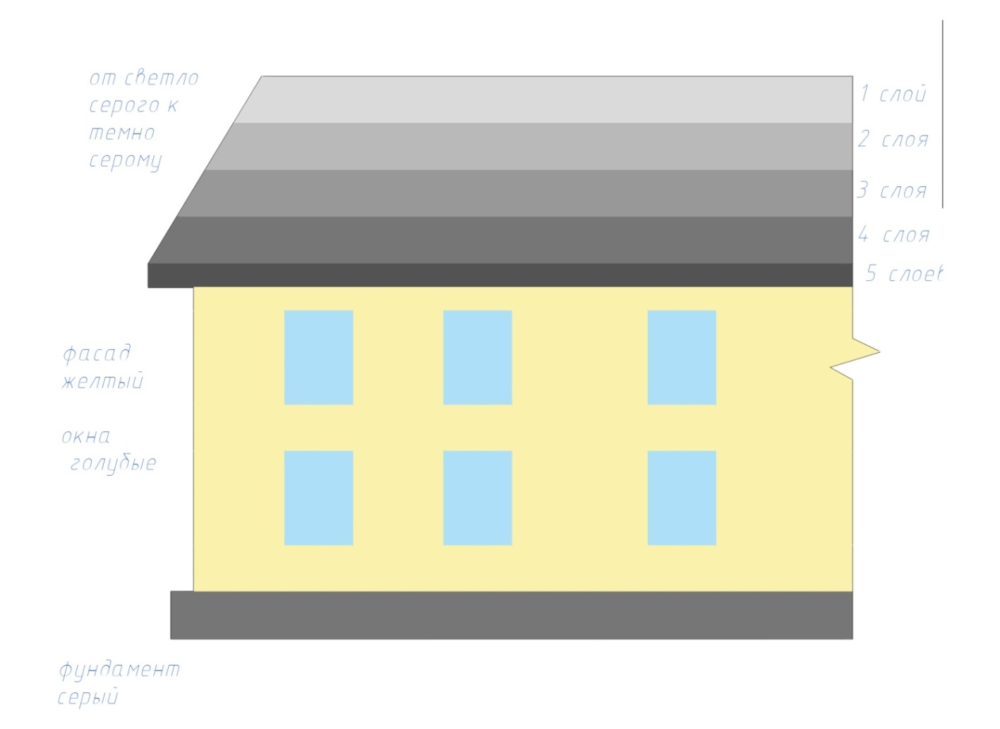 от светло
серого к
темно
серому
1 слой
2 слоя
3 слоя
4 слоя
5 слоев
фасад
желтый
окна
голубые
фундамент
серый